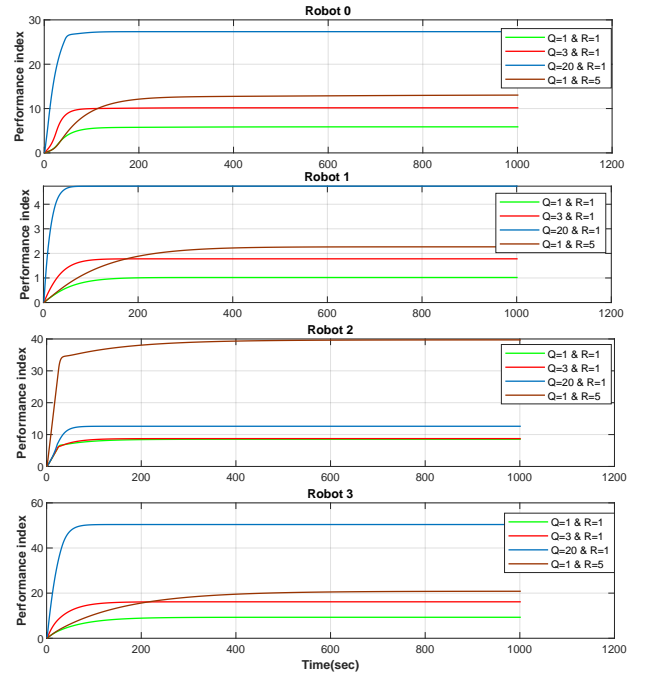 Robot 0
Performance index
30
20
10
0
0 200 400 600 800 1000 1200
Q=1 & R=1
Q=3 & R=1
Q=20 & R=1
Q=1 & R=5
Robot 1
Performance index
4
3
2
1
0
0 200 400 600 800 1000 1200
Q=1 & R=1
Q=3 & R=1
Q=20 & R=1
Q=1 & R=5
Robot 2
Performance index
40
30
20
10
0
0 200 400 600 800 1000 1200
Q=1 & R=1
Q=3 & R=1
Q=20 & R=1
Q=1 & R=5
Robot 3
Performance index
60
40
20
0
0 200 400 600 800 1000 1200
Q=1 & R=1
Q=3 & R=1
Q=20 & R=1
Q=1 & R=5
Time(sec)